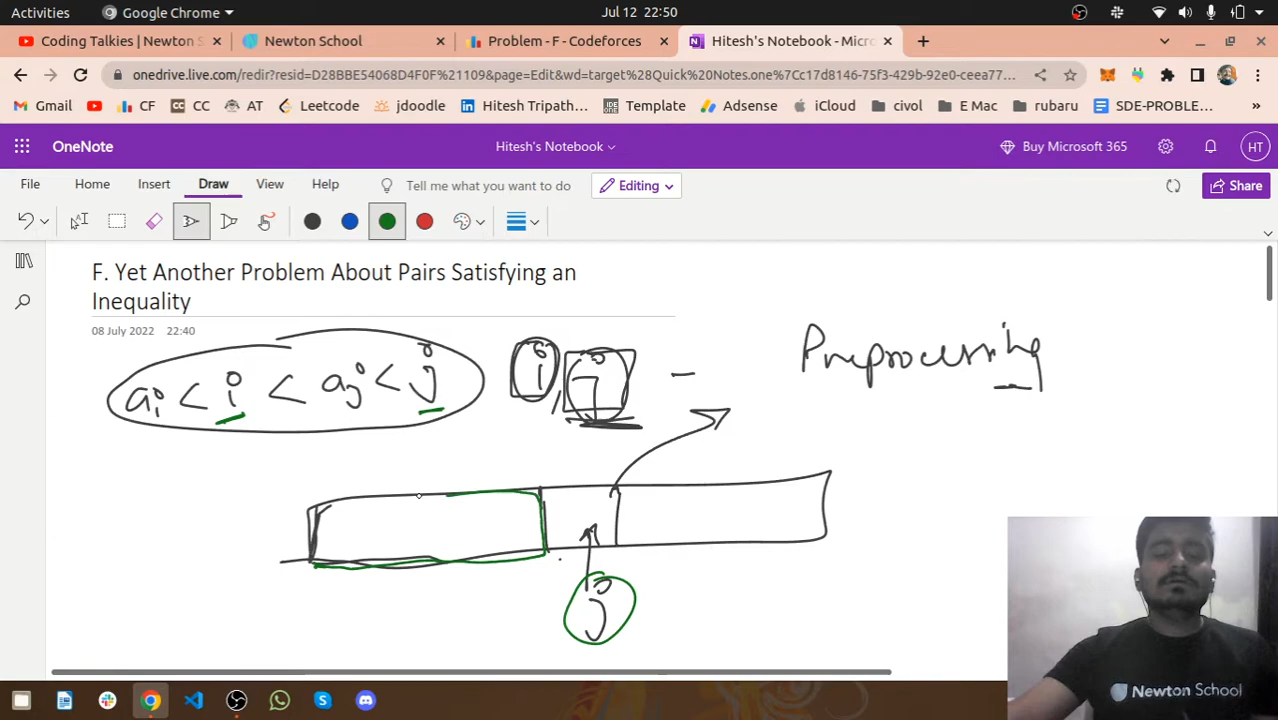 Activities Google Chrome Jul 12 22:50
Coding Talkies | Newton S Newton School Problem - F - Codeforces Hitesh's Notebook - Micro
onedrive.live.com/redir?resid=D28BBE54068D4F0F%21109&page=Edit&wd=target%28Quick%20Notes.one%7Cc17d8146-75f3-429b-92e0-ceea77...
Gmail CF CC AT Leetcode jdoodle Hitesh Tripath... Template Adsense iCloud civol E Mac rubaru SDE-PROBLE... »
OneNote Hitesh's Notebook Buy Microsoft 365 HT
File Home Insert Draw View Help Tell me what you want to do Editing Share
F. Yet Another Problem About Pairs Satisfying an
Inequality
08 July 2022 22:40
ai < i < aj < j i, j - Preprocessing
j
Newton School